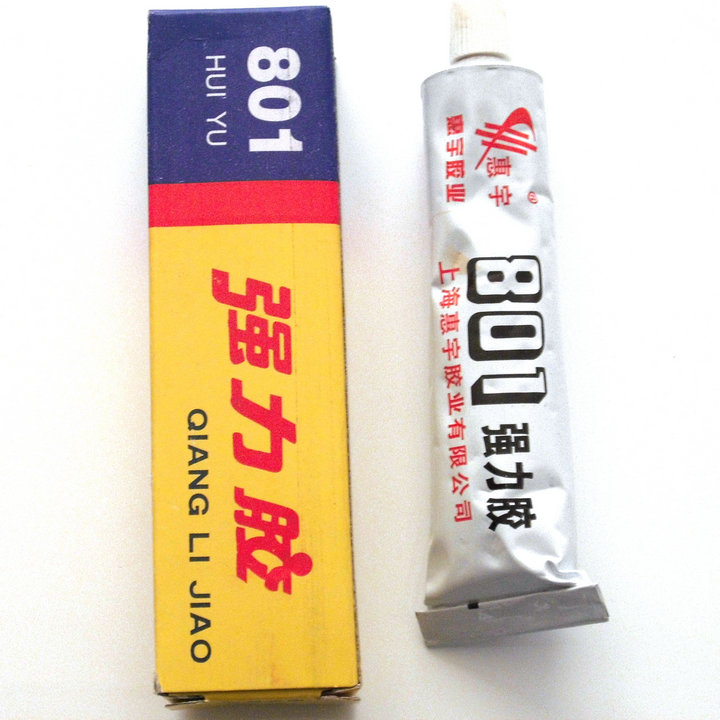 801
HUI YU
强力胶
QIANG LI JIAO
惠宇
®
惠宇胶业
801
强力胶
上海惠宇胶业有限公司